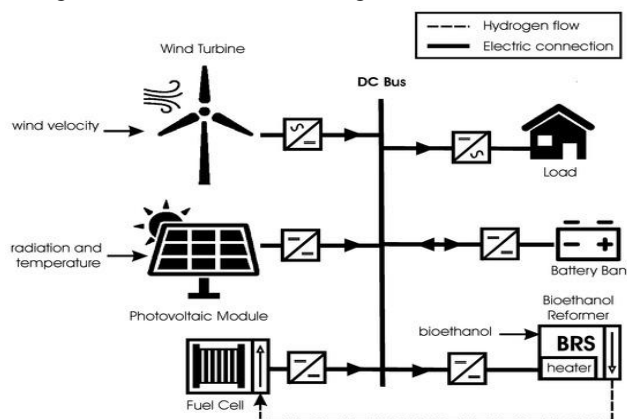 Hydrogen flow
Electric connection
Wind Turbine
DC Bus
wind velocity
Load
radiation and
temperature
Photovoltaic Module
Battery Ban
Bioethanol
Reformer
bioethanol
BRS
heater
Fuel Cell